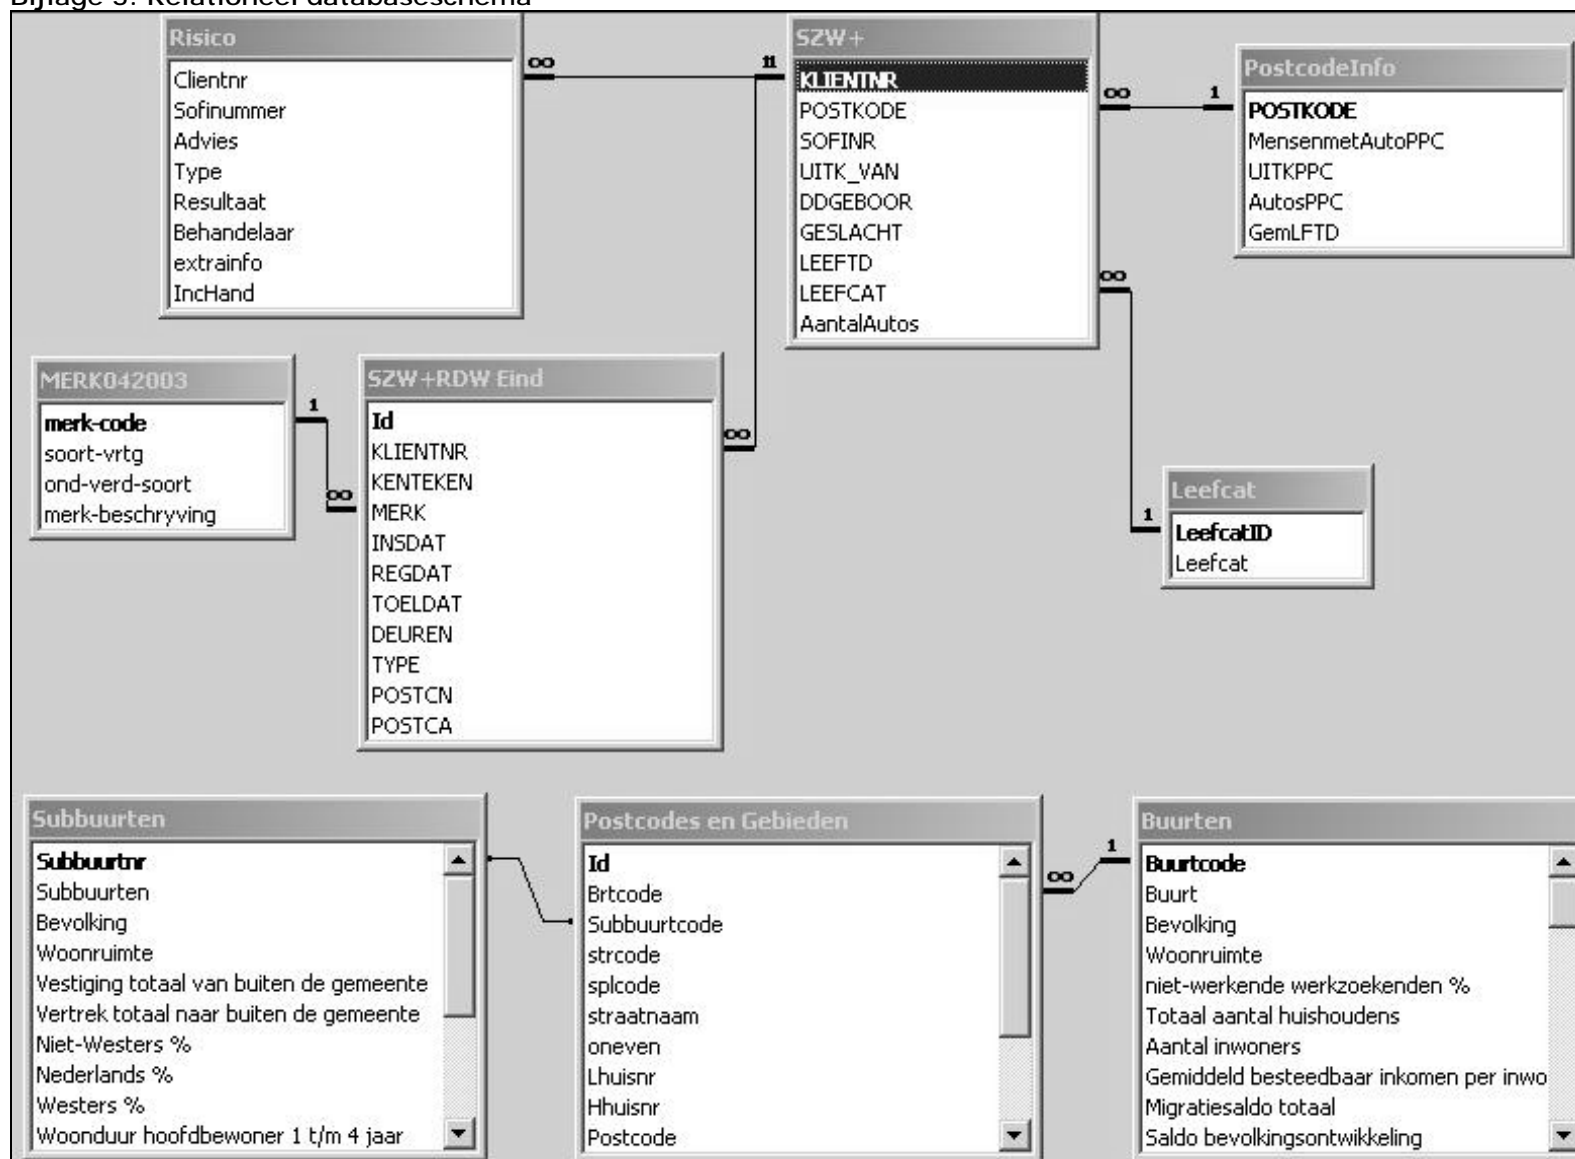 Bijlage 3: Relationeel databaseschema
Risico
Clientnr
Sofinummer
Advies
Type
Resultaat
Behandelaar
extrainfo
IncHand
∞
11
SZW+
KLIENTNR
POSTKODE
SOFINR
UITK_VAN
DDGEBOOR
GESLACHT
LEEFTD
LEEFCAT
AantalAutos
∞
1
∞
PostcodeInfo
POSTKODE
MensenmetAutoPPC
UITKPPC
AutosPPC
GemLFTD
MERK042003
merk-code
soort-vrtg
ond-verd-soort
merk-beschryving
1
∞
SZW+RDW Eind
Id
KLIENTNR
KENTEKEN
MERK
INSDAT
REGDAT
TOELDAT
DEUREN
TYPE
POSTCN
POSTCA
∞
1
Leefcat
LeefcatID
Leefcat
Subbuurten
Subbuurtnr
Subbuurten
Bevolking
Woonruimte
Vestiging totaal van buiten de gemeente
Vertrek totaal naar buiten de gemeente
Niet-Westers %
Nederlands %
Westers %
Woonduur hoofdbewoner 1 t/m 4 jaar
Postcodes en Gebieden
Id
Brtcode
Subbuurtcode
strcode
splcode
straatnaam
oneven
Lhuisnr
Hhuisnr
Postcode
∞
1
Buurten
Buurtcode
Buurt
Bevolking
Woonruimte
niet-werkende werkzoekenden %
Totaal aantal huishoudens
Aantal inwoners
Gemiddeld besteedbaar inkomen per inwo
Migratiesaldo totaal
Saldo bevolkingsontwikkeling